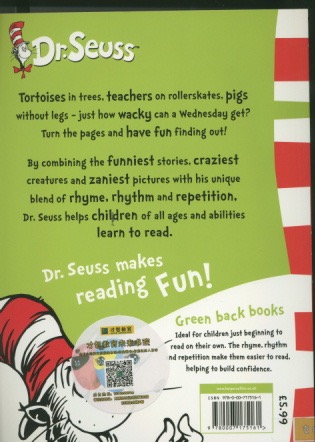 Dr. Seuss
Tortoises in trees, teachers on rollerskates, pigs
without legs - just how wacky can a Wednesday get?
Turn the pages and have fun finding out!
By combining the funniest stories, craziest
creatures and zaniest pictures with his unique
blend of rhyme, rhythm and repetition,
Dr. Seuss helps children of all ages and abilities
learn to read.
Dr. Seuss makes
reading Fun!
Green back books
Ideal for children just beginning to
read on their own. The rhyme, rhythm
and repetition make them easier to read,
helping to build confidence.
£5.99
9 780007 175161